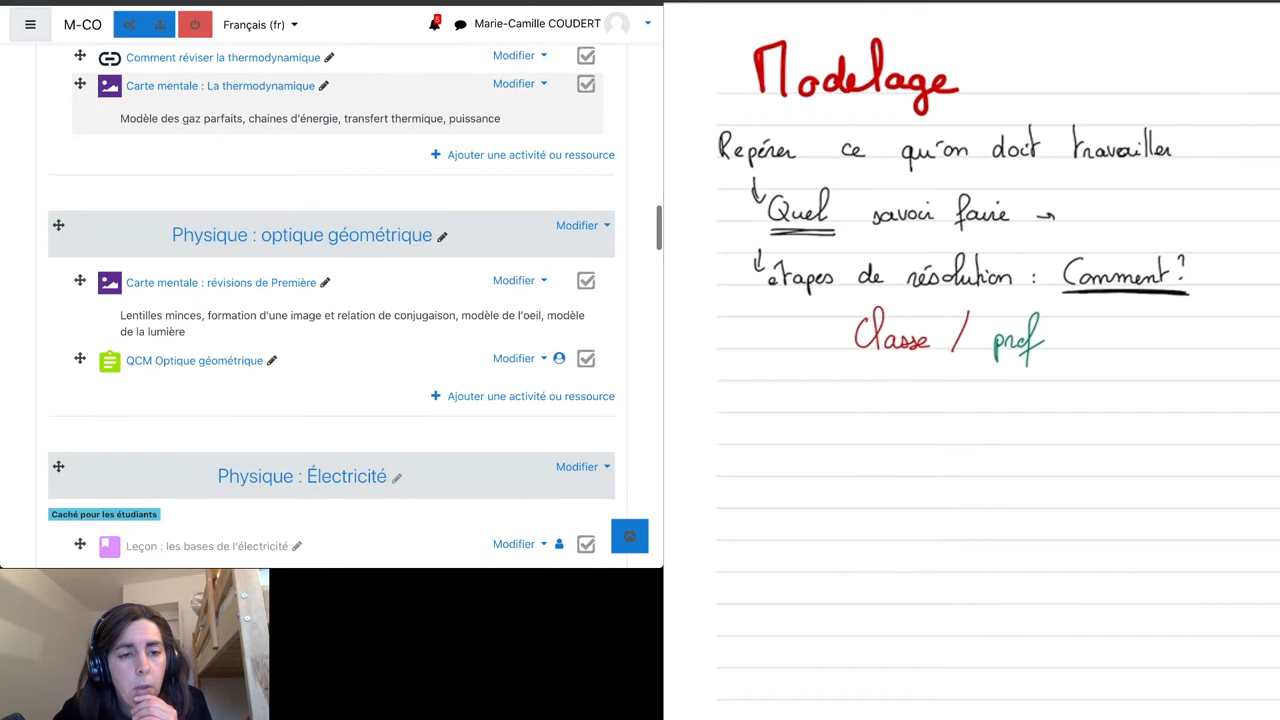 M-CO
Français (fr)
5
Marie-Camille COUDERT
Comment réviser la thermodynamique
Modifier
Carte mentale : La thermodynamique
Modifier
Modèle des gaz parfaits, chaines d'énergie, transfert thermique, puissance
+ Ajouter une activité ou ressource
Physique : optique géométrique
Modifier
Carte mentale : révisions de Première
Modifier
Lentilles minces, formation d'une image et relation de conjugaison, modèle de l'oeil, modèle
de la lumière
QCM Optique géométrique
Modifier
+ Ajouter une activité ou ressource
Physique : Électricité
Modifier
Caché pour les étudiants
Leçon : les bases de l'électricité
Modifier
Modelage
Repérer ce qu'on doit travailler
↳ Quel savoir faire →
↳ étapes de résolution : Comment ?
Classe / prof